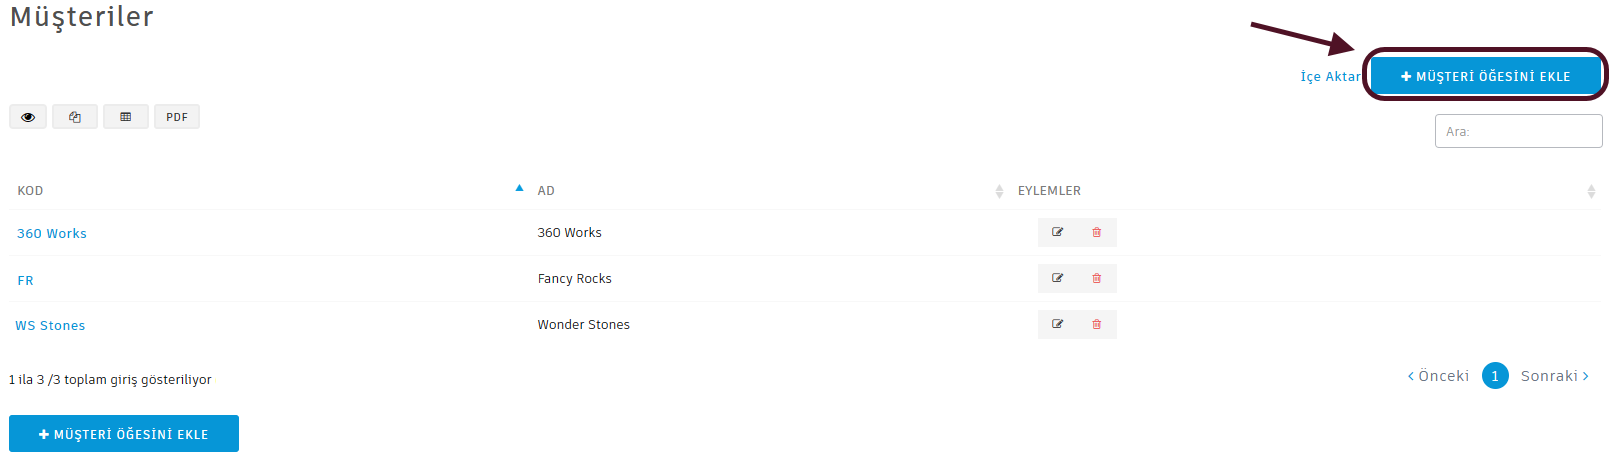 Müşteriler
İçe Aktar
MÜŞTERİ ÖĞESİNİ EKLE
PDF
Ara:
KOD AD EYLEMLER
360 Works 360 Works
FR Fancy Rocks
WS Stones Wonder Stones
1 ila 3 /3 toplam giriş gösteriliyor
Önceki 1 Sonraki
MÜŞTERİ ÖĞESİNİ EKLE